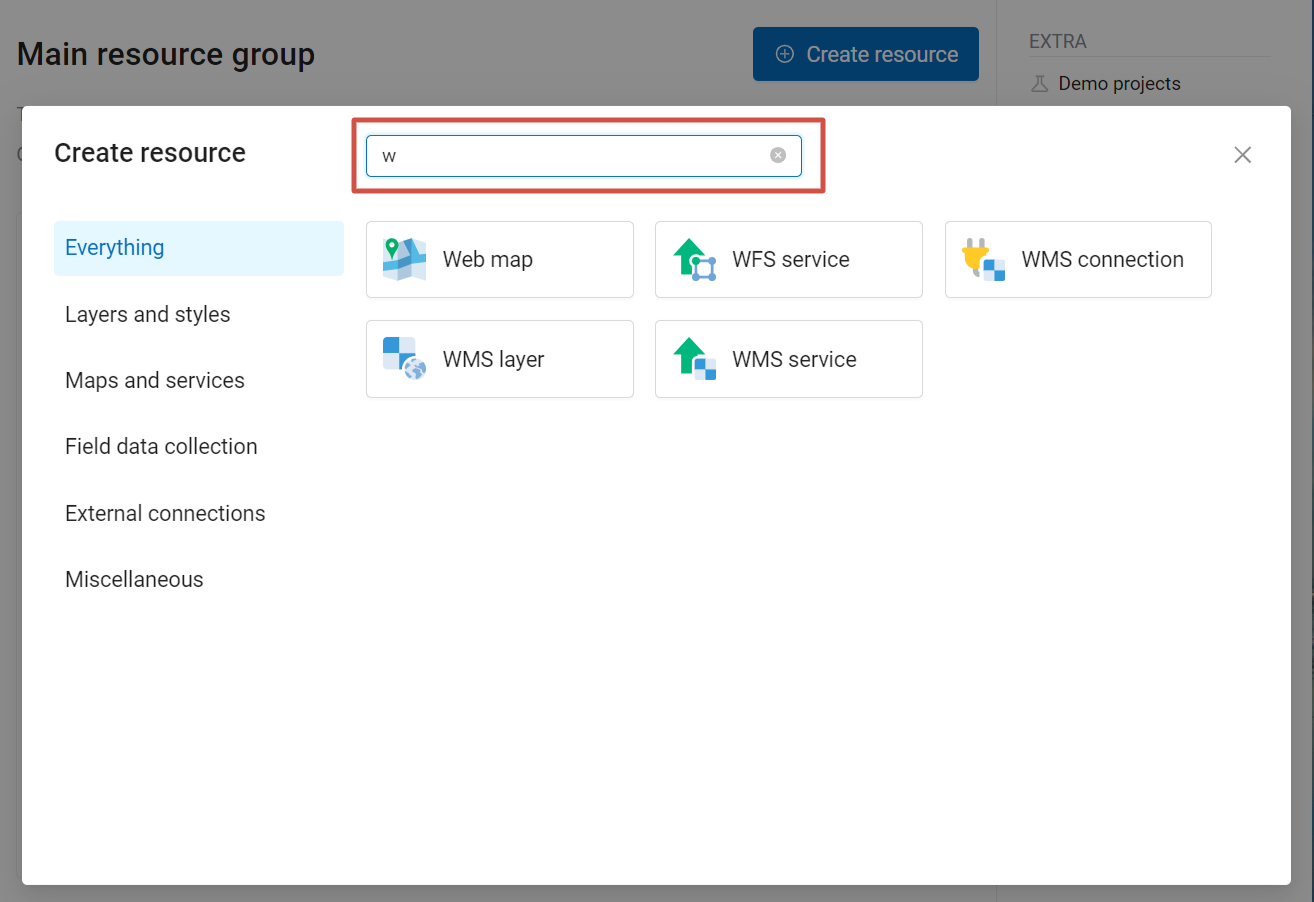 Main resource group
Create resource
EXTRA
Demo projects
Create resource
w
Everything
Layers and styles
Maps and services
Field data collection
External connections
Miscellaneous
Web map
WFS service
WMS connection
WMS layer
WMS service